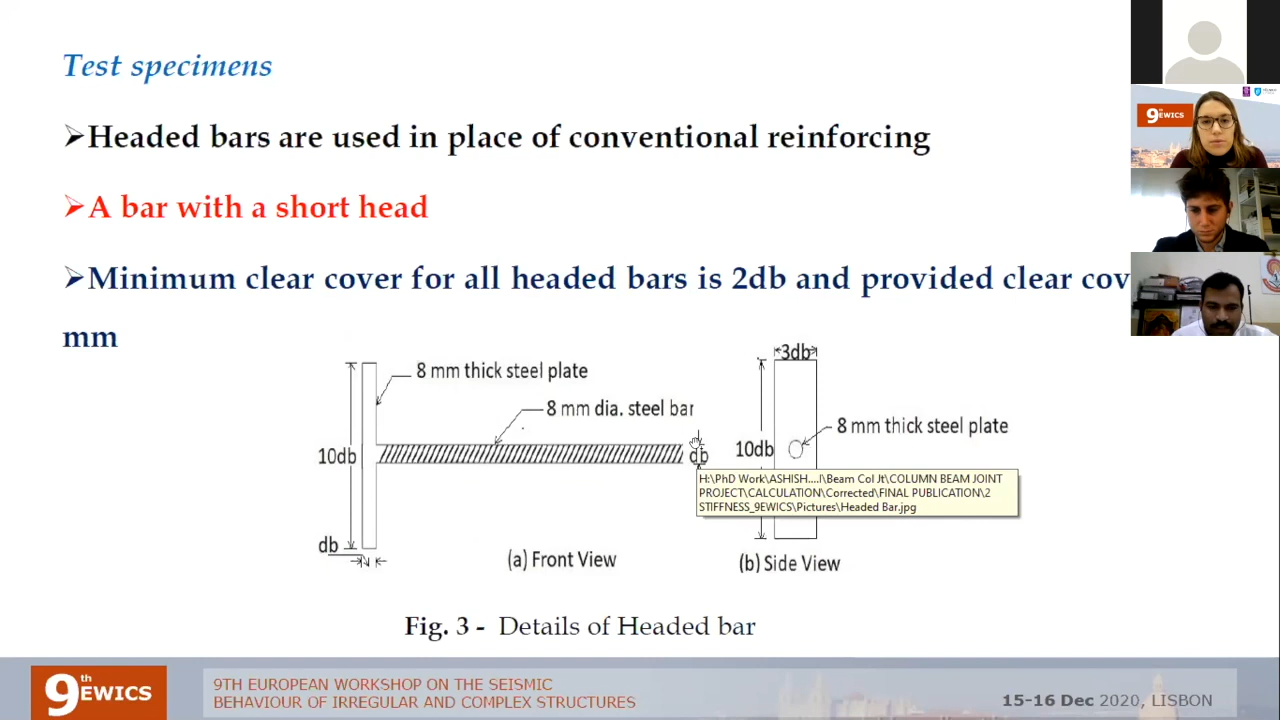 Test specimens
➢Headed bars are used in place of conventional reinforcing
➢A bar with a short head
➢Minimum clear cover for all headed bars is 2db and provided clear cov
mm
8 mm thick steel plate
8 mm dia. steel bar
10db
db
db
(a) Front View
3db
8 mm thick steel plate
10db
(b) Side View
H:\PhD Work\ASHISH....l\Beam Col Jt\COLUMN BEAM JOINT
PROJECT\CALCULATION\Corrected\FINAL PUBLICATION\2
STIFFNESS_9EWICS\Pictures\Headed Bar.jpg
Fig. 3 - Details of Headed bar
9th EWICS
9TH EUROPEAN WORKSHOP ON THE SEISMIC
BEHAVIOUR OF IRREGULAR AND COMPLEX STRUCTURES
15-16 Dec 2020, LISBON
9th EWICS